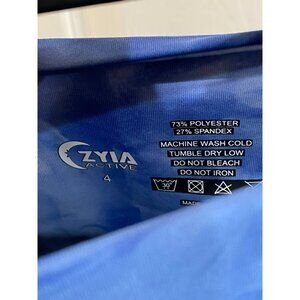 ZYIA
ACTIVE
4
73% POLYESTER
27% SPANDEX
MACHINE WASH COLD
TUMBLE DRY LOW
DO NOT BLEACH
DO NOT IRON
30°
MADE